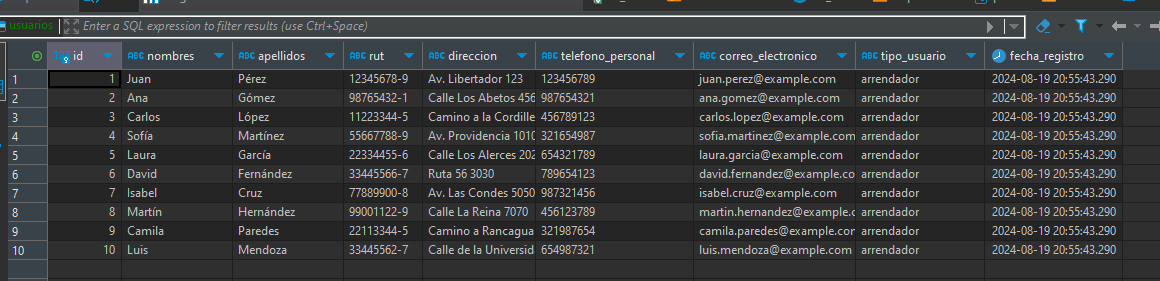 usuarios Enter a SQL expression to filter results (use Ctrl+Space)
id ABC nombres ABC apellidos ABC rut ABC direccion ABC telefono_personal ABC correo_electronico ABC tipo_usuario fecha_registro
1 1 Juan Pérez 12345678-9 Av. Libertador 123 123456789 juan.perez@example.com arrendador 2024-08-19 20:55:43.290
2 2 Ana Gómez 98765432-1 Calle Los Abetos 456 987654321 ana.gomez@example.com arrendador 2024-08-19 20:55:43.290
3 3 Carlos López 11223344-5 Camino a la Cordille 456789123 carlos.lopez@example.com arrendador 2024-08-19 20:55:43.290
4 4 Sofía Martínez 55667788-9 Av. Providencia 1010 321654987 sofia.martinez@example.com arrendador 2024-08-19 20:55:43.290
5 5 Laura García 22334455-6 Calle Los Alerces 202 654321789 laura.garcia@example.com arrendador 2024-08-19 20:55:43.290
6 6 David Fernández 33445566-7 Ruta 56 3030 789654123 david.fernandez@example.com arrendador 2024-08-19 20:55:43.290
7 7 Isabel Cruz 77889900-8 Av. Las Condes 5050 987321456 isabel.cruz@example.com arrendador 2024-08-19 20:55:43.290
8 8 Martín Hernández 99001122-9 Calle La Reina 7070 456123789 martin.hernandez@example.c arrendador 2024-08-19 20:55:43.290
9 9 Camila Paredes 22113344-5 Camino a Rancagua 321987654 camila.paredes@example.com arrendador 2024-08-19 20:55:43.290
10 10 Luis Mendoza 33445562-7 Calle de la Universid 654987321 luis.mendoza@example.com arrendador 2024-08-19 20:55:43.290